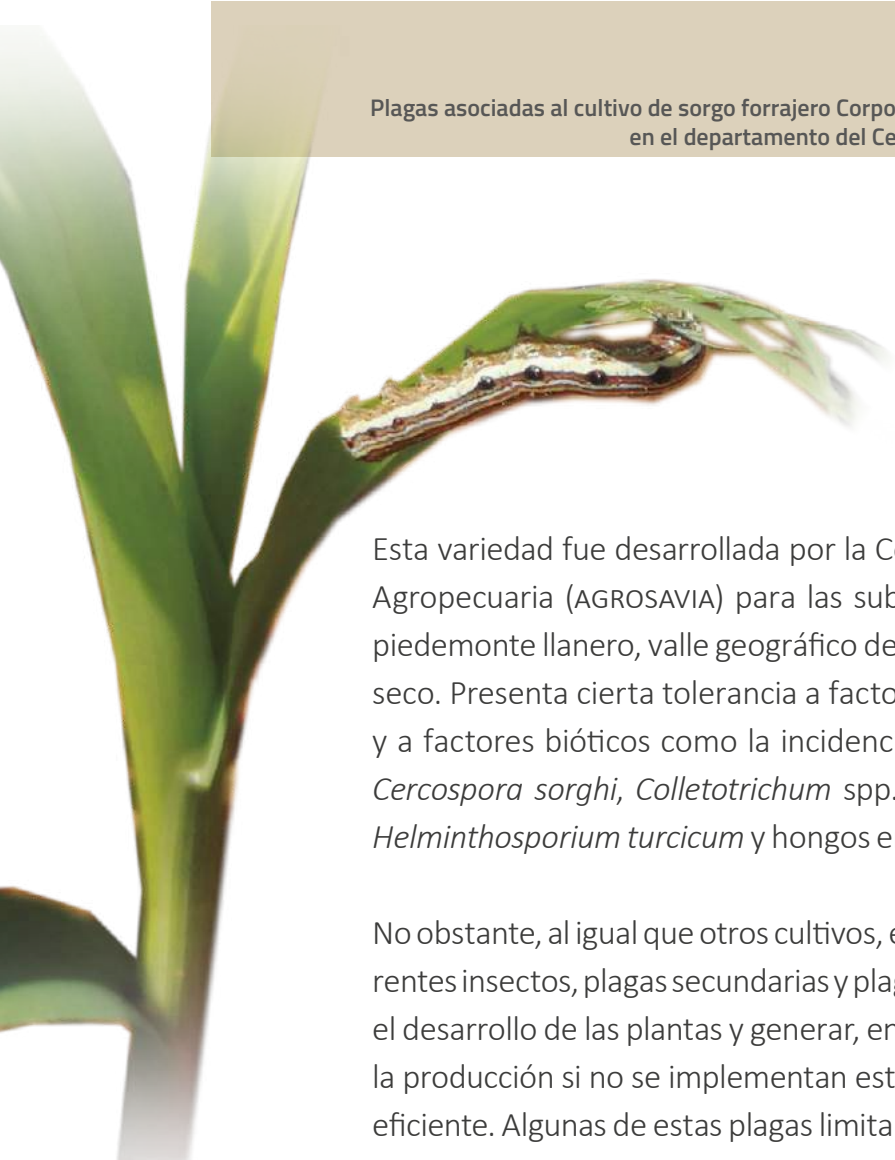 Plagas asociadas al cultivo de sorgo forrajero Corpo
en el departamento del Ce
Esta variedad fue desarrollada por la C
Agropecuaria (AGROSAVIA) para las sub
piedemonte llanero, valle geográfico de
seco. Presenta cierta tolerancia a facto
y a factores bióticos como la incidenc
Cercospora sorghi, Colletotrichum spp.
Helminthosporium turcicum y hongos e
No obstante, al igual que otros cultivos, e
rentes insectos, plagas secundarias y plag
el desarrollo de las plantas y generar, en
la producción si no se implementan est
eficiente. Algunas de estas plagas limita